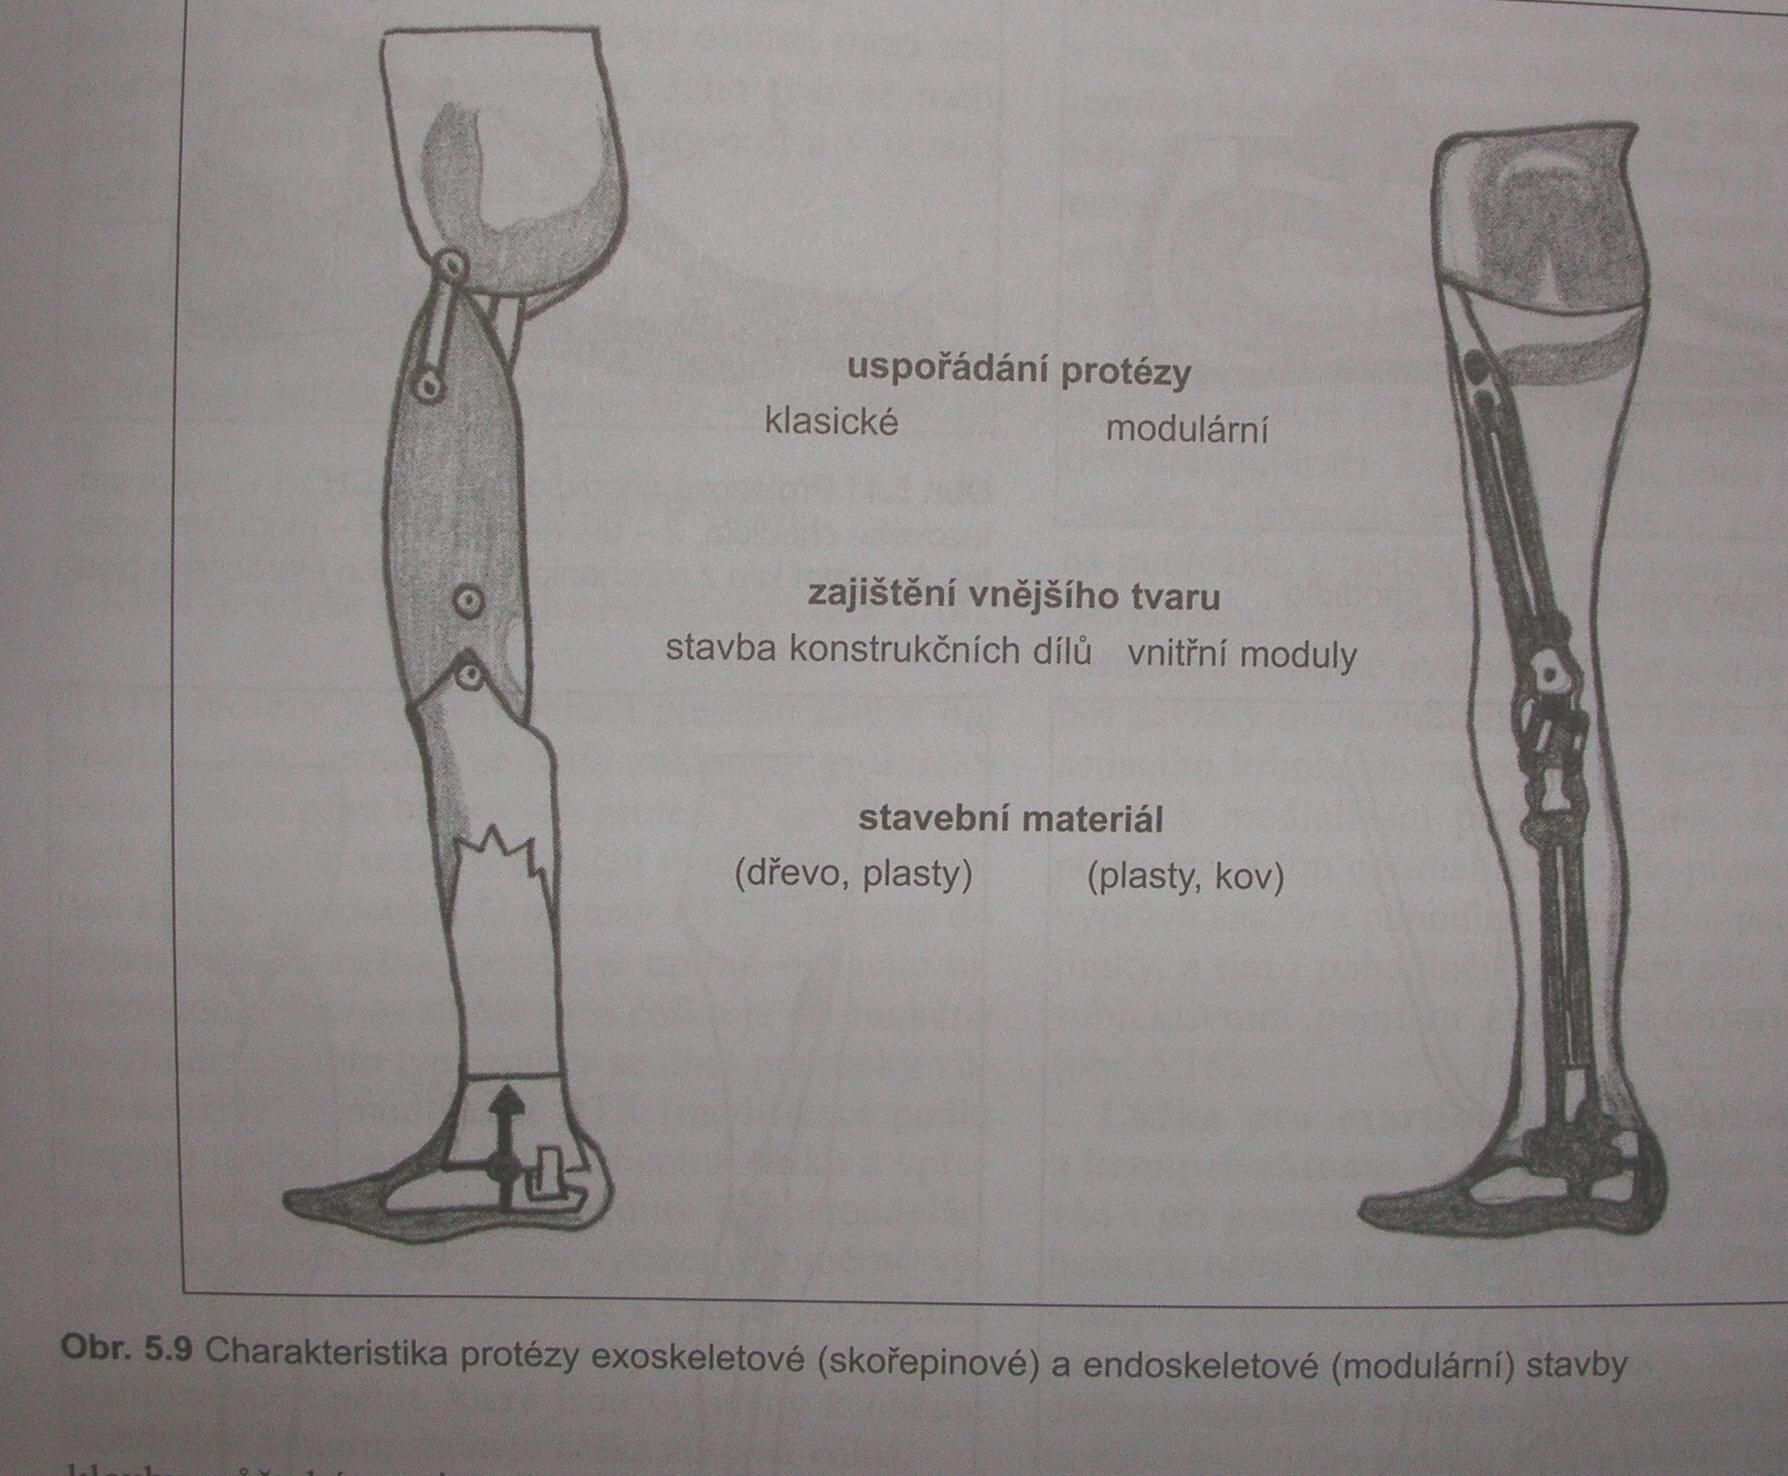 uspořádání protézy
klasické modulární
zajištění vnějšího tvaru
stavba konstrukčních dílů vnitřní moduly
stavební materiál
(dřevo, plasty) (plasty, kov)
Obr. 5.9 Charakteristika protézy exoskeletové (skořepinové) a endoskeletové (modulární) stavby